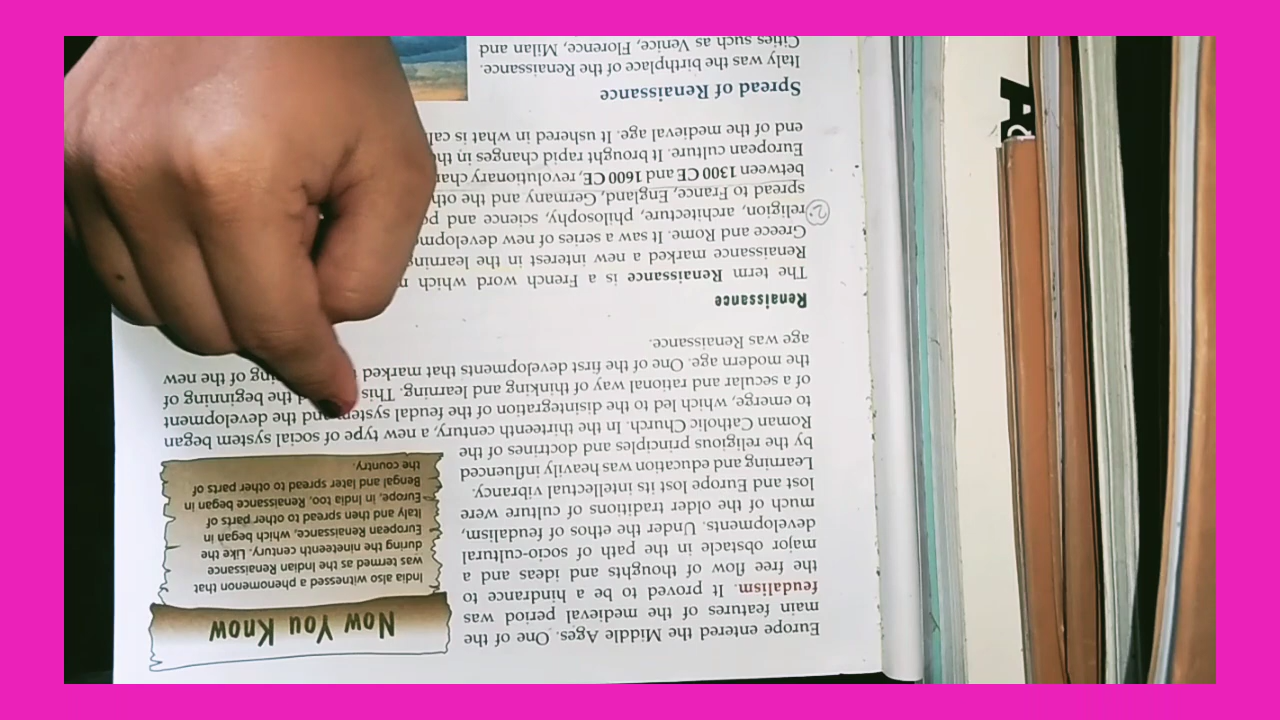 Europe entered the Middle Ages. One of the
main features of the medieval period was
feudalism. It proved to be a hindrance to
the free flow of thoughts and ideas and a
major obstacle in the path of socio-cultural
developments. Under the ethos of feudalism,
much of the older traditions of culture were
lost and Europe lost its intellectual vibrancy.
Learning and education was heavily influenced
by the religious principles and doctrines of the
Roman Catholic Church. In the thirteenth century, a new type of social system began
to emerge, which led to the disintegration of the feudal system and the development
of a secular and rational way of thinking and learning. This the beginning of
the modern age. One of the first developments that marked of the new
age was Renaissance.
Now You Know
India also witnessed a phenomenon that
was termed as the Indian Renaissance
during the nineteenth century. Like the
European Renaissance, which began in
Italy and then spread to other parts of
Europe, in India too, Renaissance began in
Bengal and later spread to other parts of
the country.
Renaissance
The term Renaissance is a French word which
Renaissance marked a new interest in the
Greece and Rome. It saw a series of new
2. religion, architecture, philosophy, science and
spread to France, England, Germany and the
between 1300 CE and 1600 CE, revolutionary
European culture. It brought rapid changes in
end of the medieval age. It ushered in what is
Spread of Renaissance
Italy was the birthplace of the Renaissance.
Cities such as Venice, Florence, Milan and
A